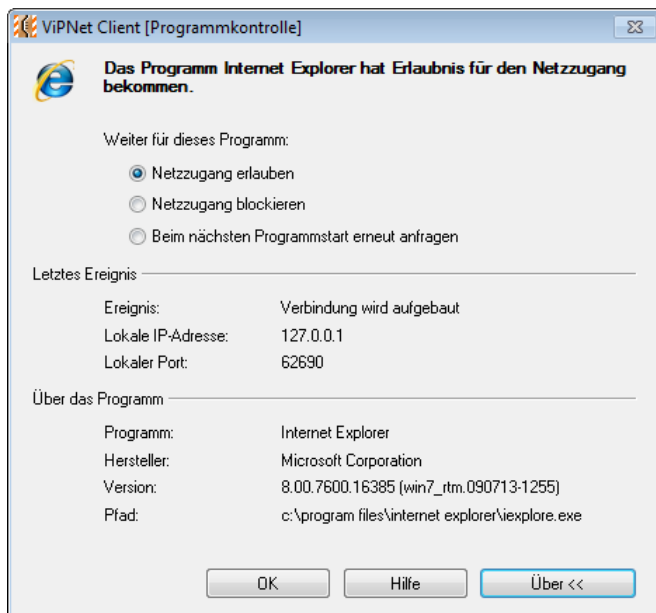 ViPNet Client [Programmkontrolle]
Das Programm Internet Explorer hat Erlaubnis für den Netzzugang
bekommen.
Weiter für dieses Programm:
Netzzugang erlauben
Netzzugang blockieren
Beim nächsten Programmstart erneut anfragen
Letztes Ereignis
Ereignis: Verbindung wird aufgebaut
Lokale IP-Adresse: 127.0.0.1
Lokaler Port: 62690
Über das Programm
Programm: Internet Explorer
Hersteller: Microsoft Corporation
Version: 8.00.7600.16385 (win7_rtm.090713-1255)
Pfad: c:\program files\internet explorer\iexplore.exe
OK Hilfe Über <<